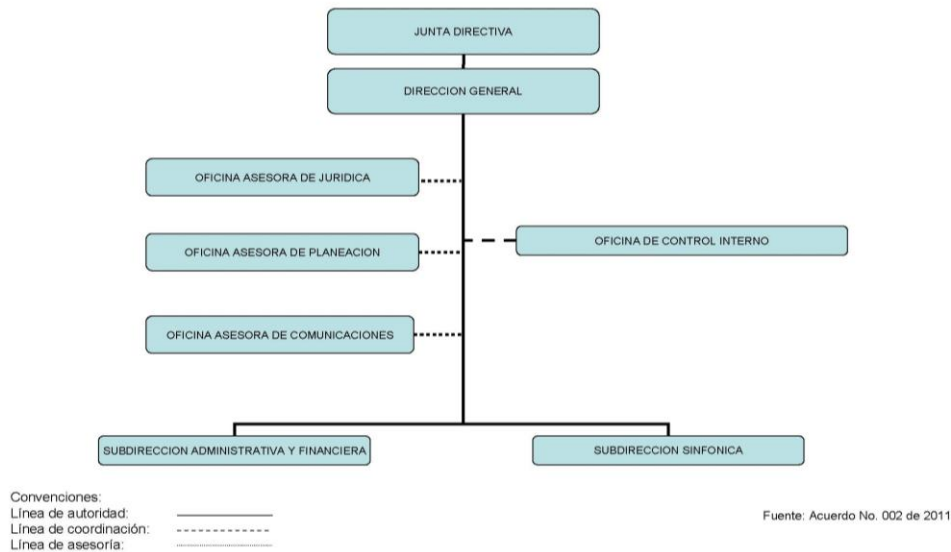 JUNTA DIRECTIVA
DIRECCION GENERAL
OFICINA ASESORA DE JURIDICA
OFICINA DE CONTROL INTERNO
OFICINA ASESORA DE PLANEACION
OFICINA ASESORA DE COMUNICACIONES
SUBDIRECCION ADMINISTRATIVA Y FINANCIERA
SUBDIRECCION SINFONICA
Convenciones:
Línea de autoridad:
Línea de coordinación:
Línea de asesoría:
Fuente: Acuerdo No. 002 de 2011